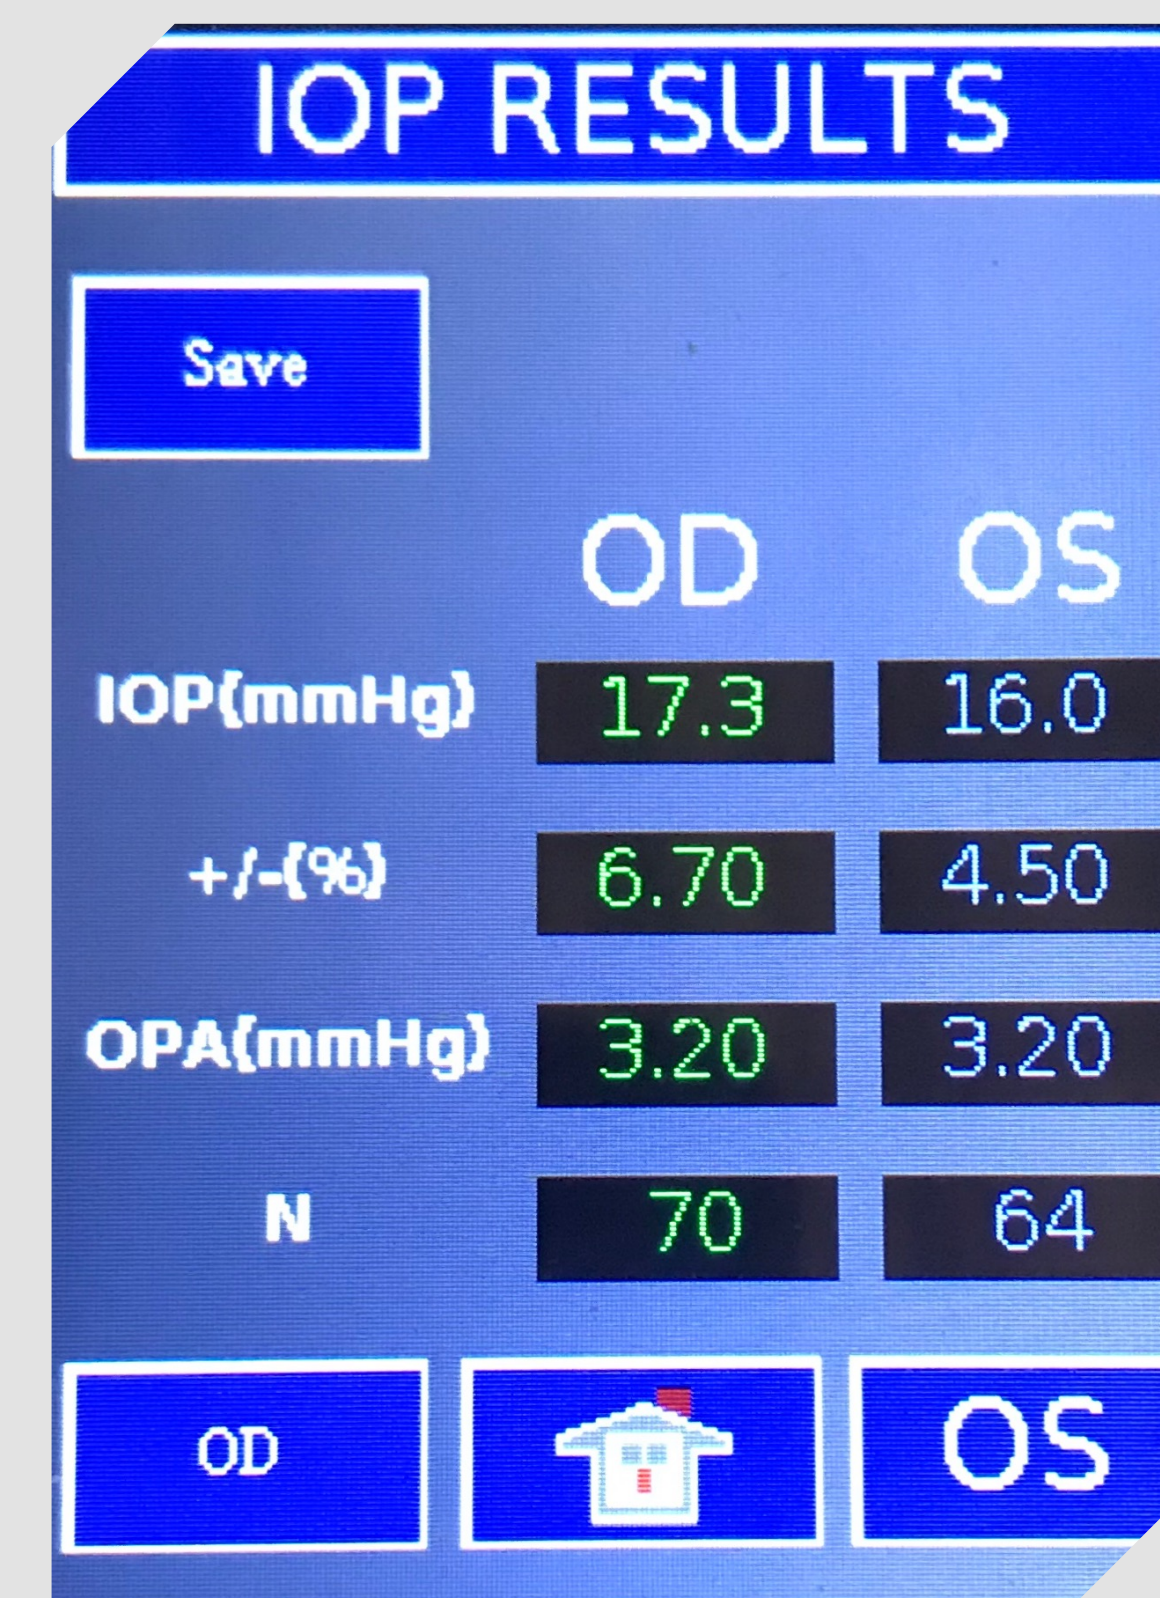 IOP RESULTS
Save
OD OS
IOP(mmHg) 17.3 16.0
+/-(%) 6.70 4.50
OPA(mmHg) 3.20 3.20
N 70 64
OD OS